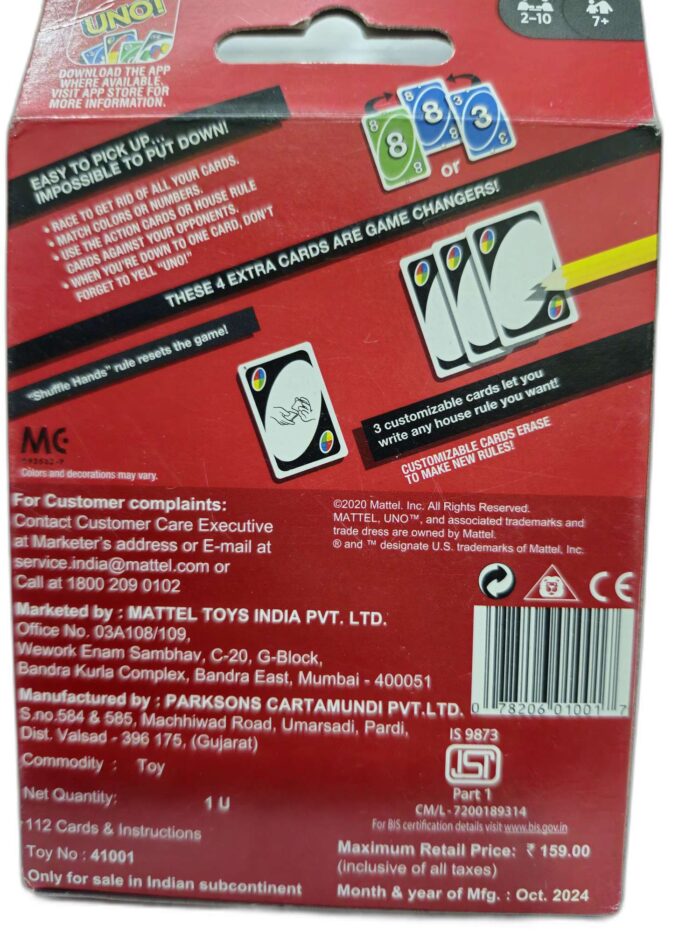 UNO!
DOWNLOAD THE APP
WHERE AVAILABLE.
VISIT APP STORE FOR
MORE INFORMATION.
2-10
7+
EASY TO PICK UP...
IMPOSSIBLE TO PUT DOWN!
• RACE TO GET RID OF ALL YOUR CARDS.
• MATCH COLORS OR NUMBERS.
• USE THE ACTION CARDS OR HOUSE RULE
CARDS AGAINST YOUR OPPONENTS.
• WHEN YOU'RE DOWN TO ONE CARD, DON'T
FORGET TO YELL "UNO!"
8
8
3
or
THESE 4 EXTRA CARDS ARE GAME CHANGERS!
"Shuffle Hands" rule resets the game!
3 customizable cards let you
write any house rule you want!
CUSTOMIZABLE CARDS ERASE
TO MAKE NEW RULES!
Colors and decorations may vary.
For Customer complaints:
Contact Customer Care Executive
at Marketer's address or E-mail at
service.india@mattel.com or
Call at 1800 209 0102
©2020 Mattel. Inc. All Rights Reserved.
MATTEL, UNO™, and associated trademarks and
trade dress are owned by Mattel.
® and ™ designate U.S. trademarks of Mattel, Inc.
CE
Marketed by : MATTEL TOYS INDIA PVT. LTD.
Office No. 03A108/109,
Wework Enam Sambhav, C-20, G-Block,
Bandra Kurla Complex, Bandra East, Mumbai - 400051
Manufactured by : PARKSONS CARTAMUNDI PVT.LTD.
S.no.584 & 585, Machhiwad Road, Umarsadi, Pardi,
Dist. Valsad - 396 175, (Gujarat)
0 78206 01001 7
Commodity : Toy
Net Quantity: 1 U
112 Cards & Instructions
Toy No : 41001
Only for sale in Indian subcontinent
IS 9873
ISI
Part 1
CM/L - 7200189314
For BIS certification details visit www.bis.gov.in
Maximum Retail Price: ₹ 159.00
(inclusive of all taxes)
Month & year of Mfg. : Oct. 2024